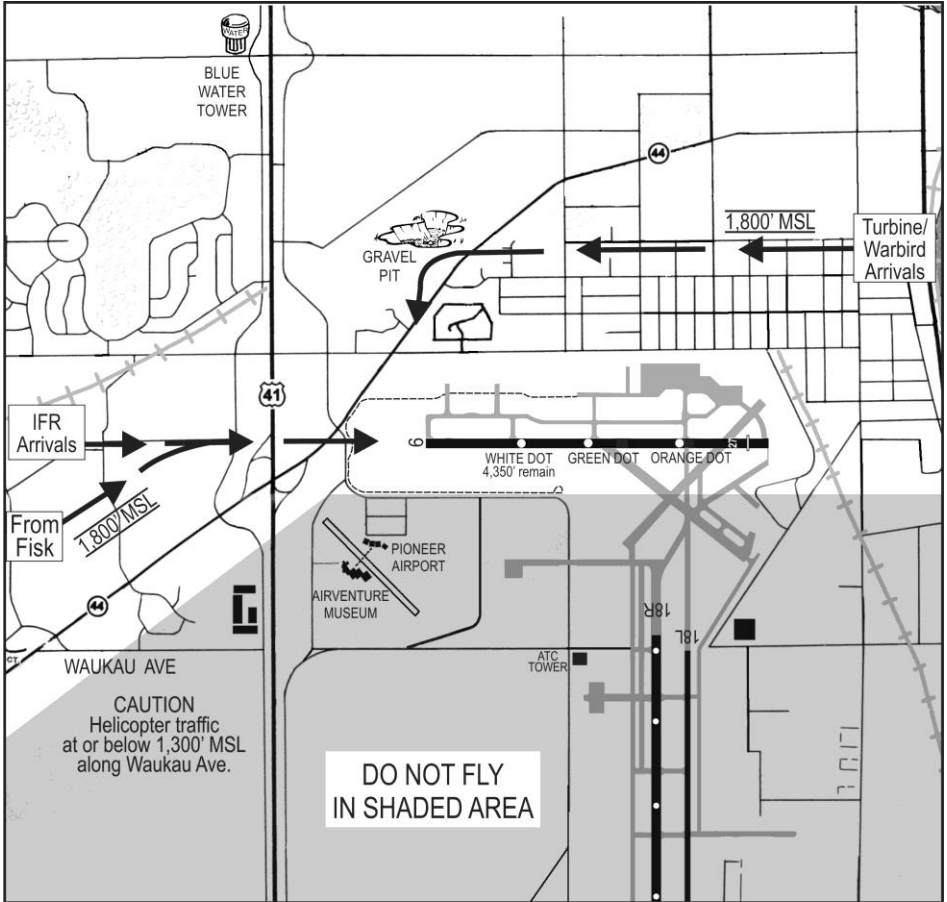 WATER
BLUE
WATER
TOWER
44
1,800' MSL
Turbine/
Warbird
Arrivals
GRAVEL
PIT
41
IFR
Arrivals
9
27
WHITE DOT
4,350' remain
GREEN DOT
ORANGE DOT
From
Fisk
1,800' MSL
PIONEER
AIRPORT
AIRVENTURE
MUSEUM
44
18R
18L
CT.
WAUKAU AVE
ATC
TOWER
CAUTION
Helicopter traffic
at or below 1,300' MSL
along Waukau Ave.
DO NOT FLY
IN SHADED AREA